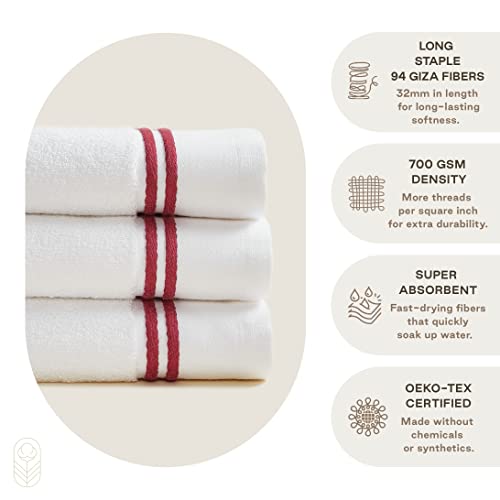 LONG
STAPLE
94 GIZA FIBERS
32mm in length
for long-lasting
softness.
700 GSM
DENSITY
More threads
per square inch
for extra durability.
SUPER
ABSORBENT
Fast-drying fibers
that quickly
soak up water.
OEKO-TEX
CERTIFIED
Made without
chemicals
or synthetics.